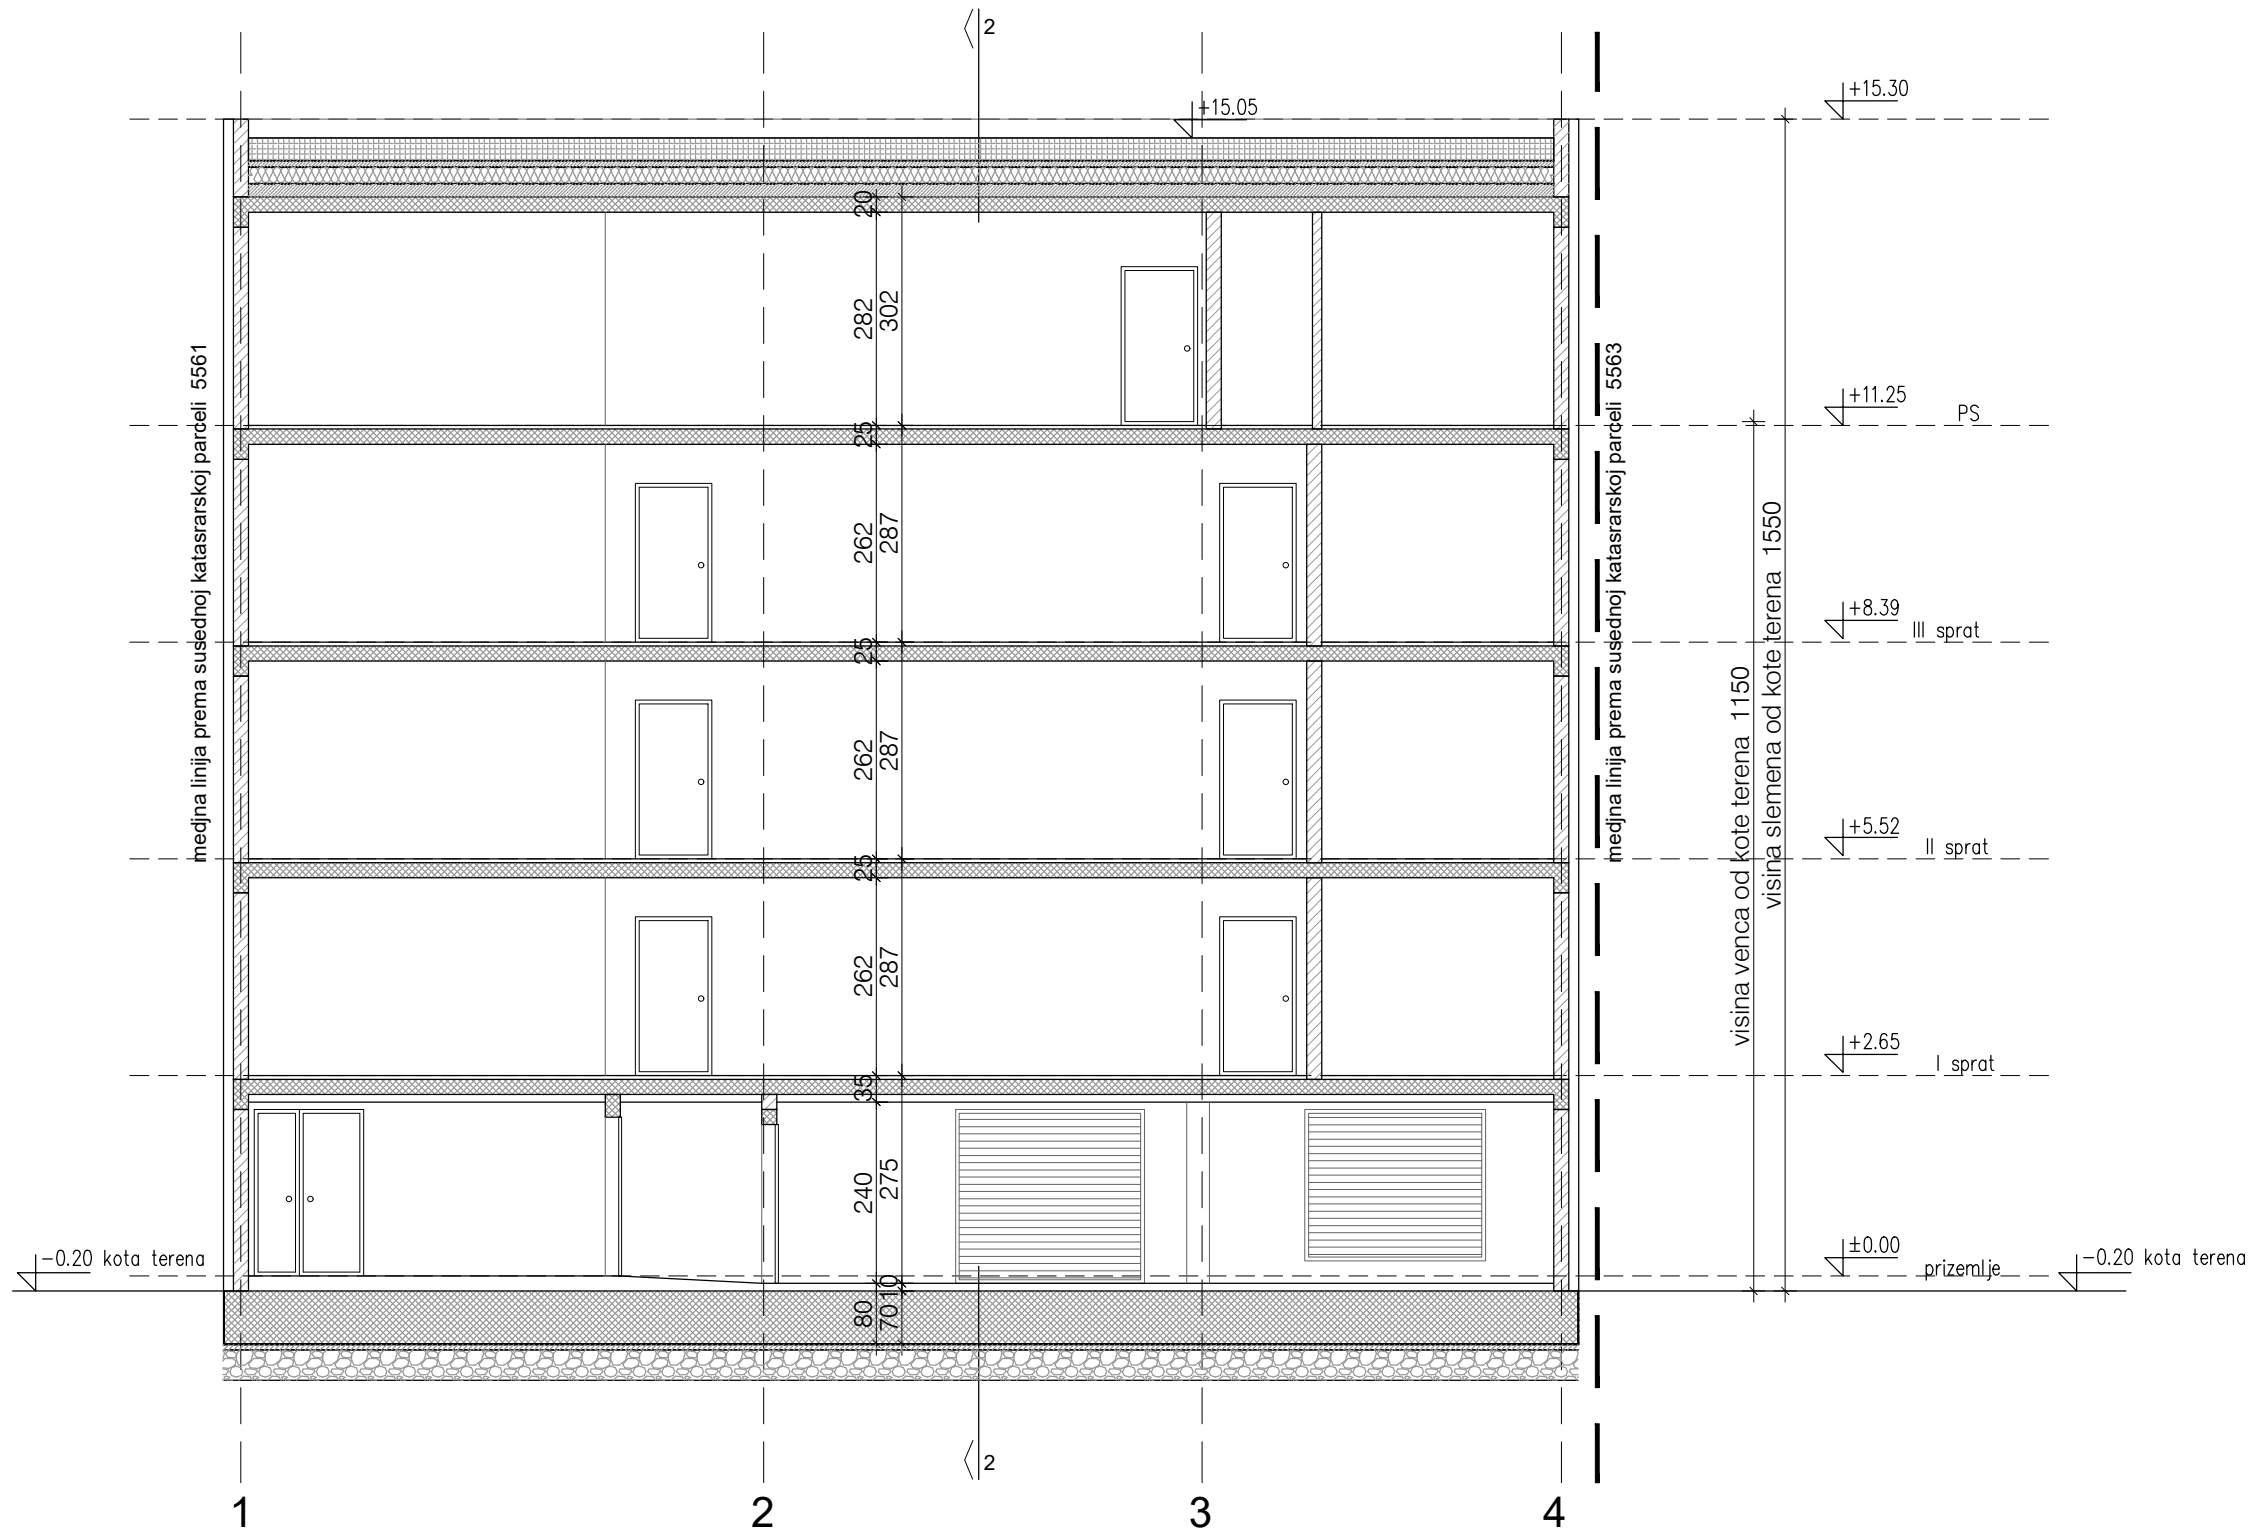 2
+15.30
+15.05
20
282
302
medjna linija prema susednoj katasrarskoj parceli 5561
medjna linija prema susednoj katasrarskoj parceli 5563
+11.25
PS
25
262
287
visina venca od kote terena 1150
visina slemena od kote terena 1550
+8.39
III sprat
25
262
287
+5.52
II sprat
25
262
287
+2.65
I sprat
35
240
275
±0.00
prizemlje
-0.20 kota terena
-0.20 kota terena
10
80
70
2
1
2
3
4